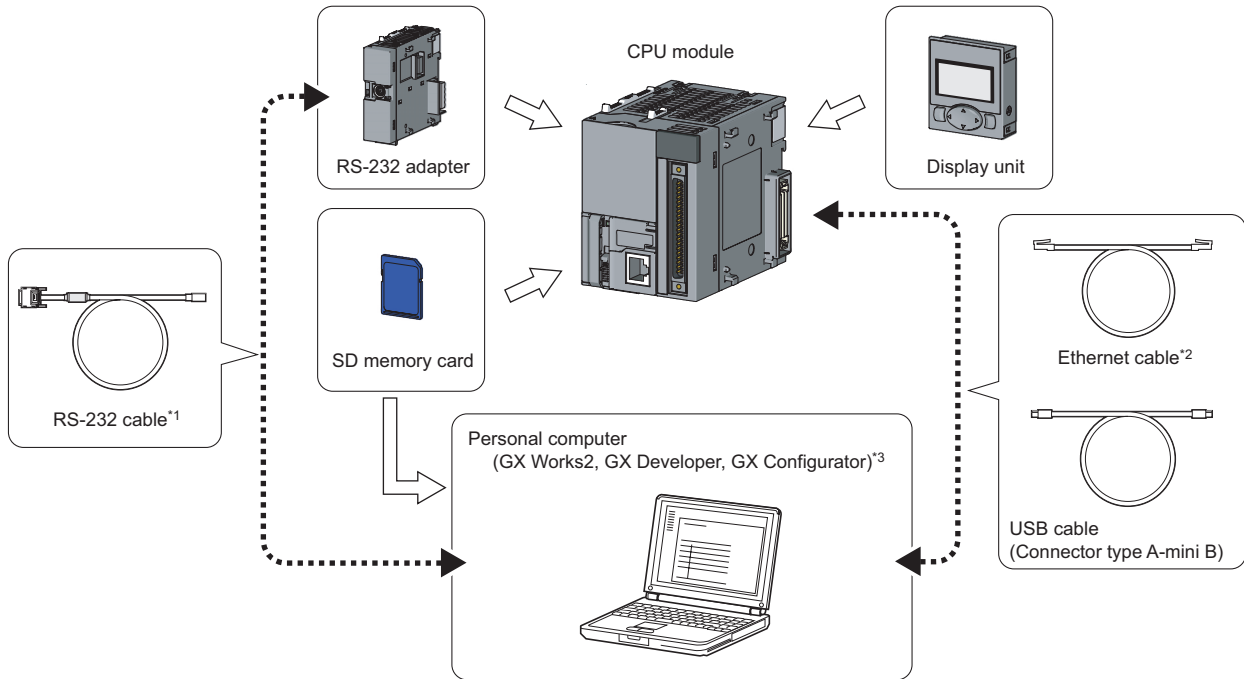 CPU module
RS-232 adapter
Display unit
SD memory card
RS-232 cable*1
Ethernet cable*2
Personal computer
(GX Works2, GX Developer, GX Configurator)*3
USB cable
(Connector type A-mini B)